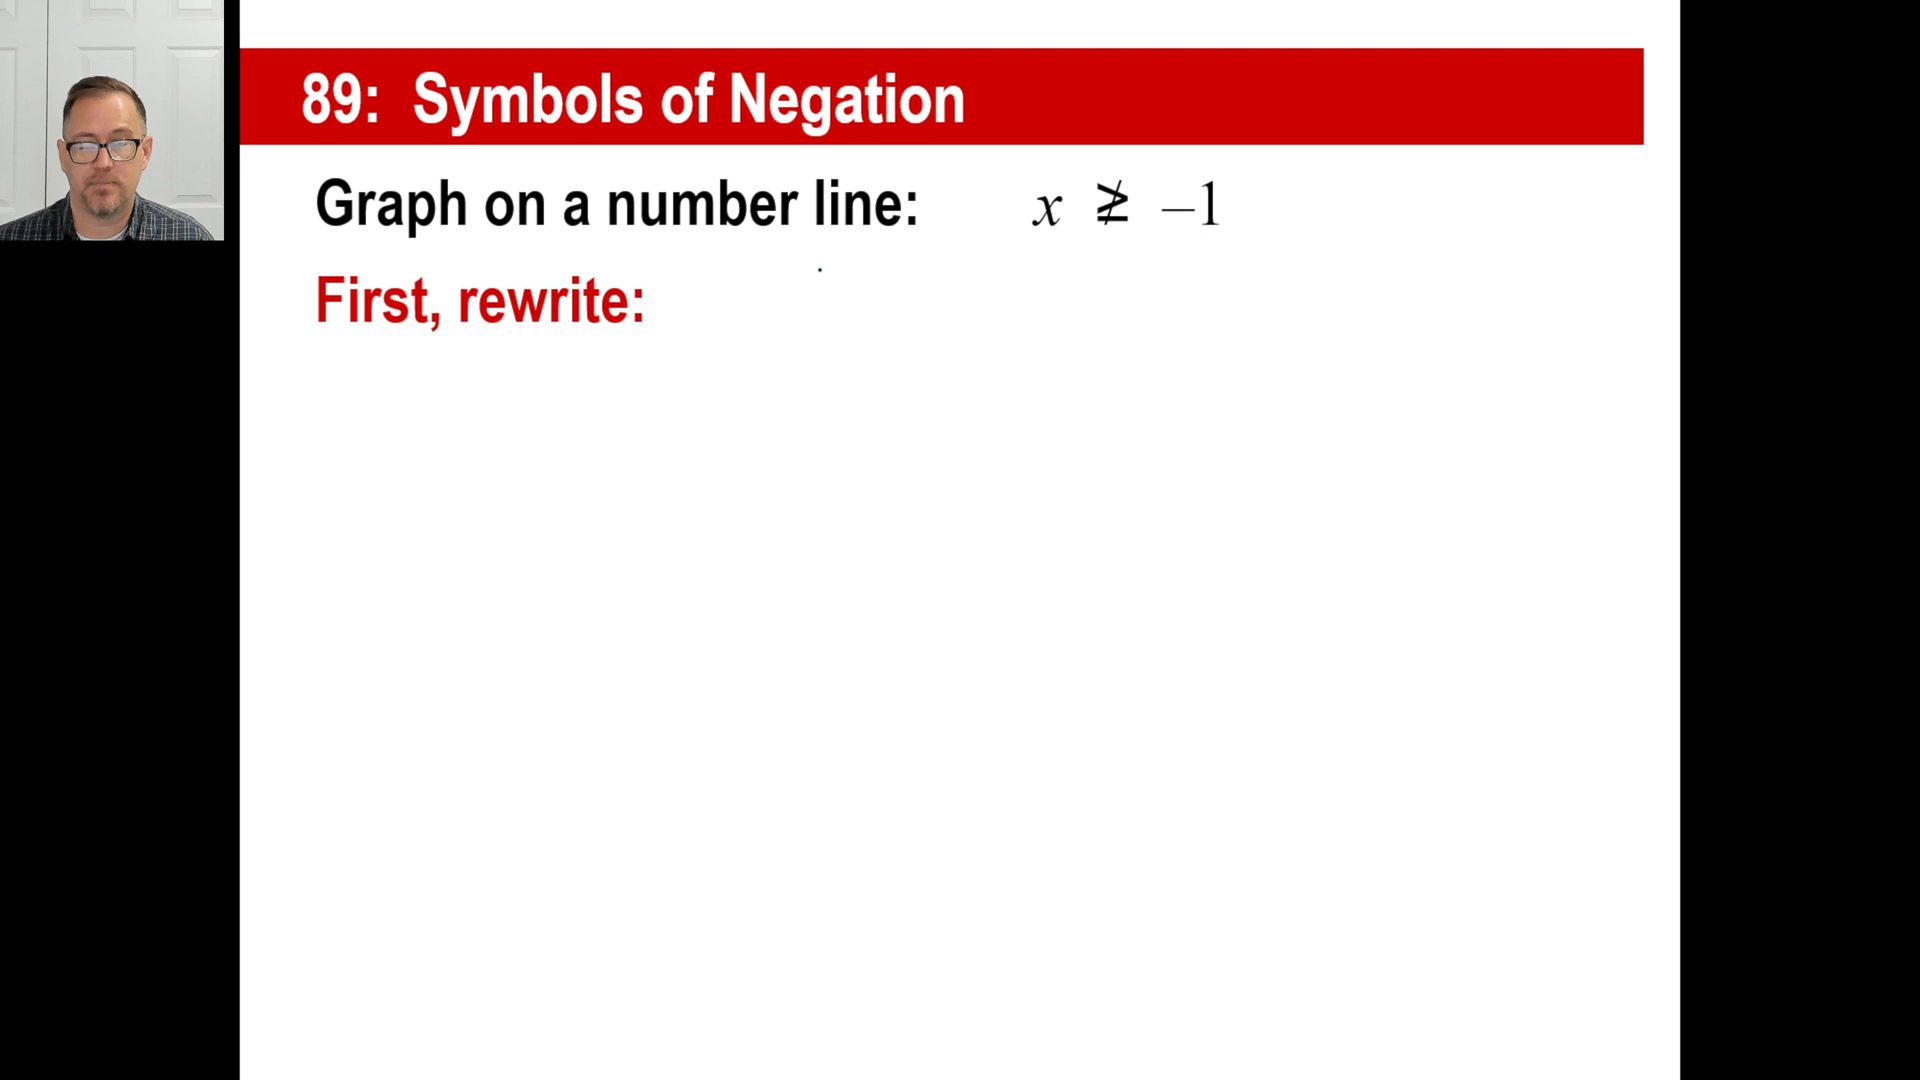 89: Symbols of Negation
Graph on a number line: x ≱ −1
First, rewrite: